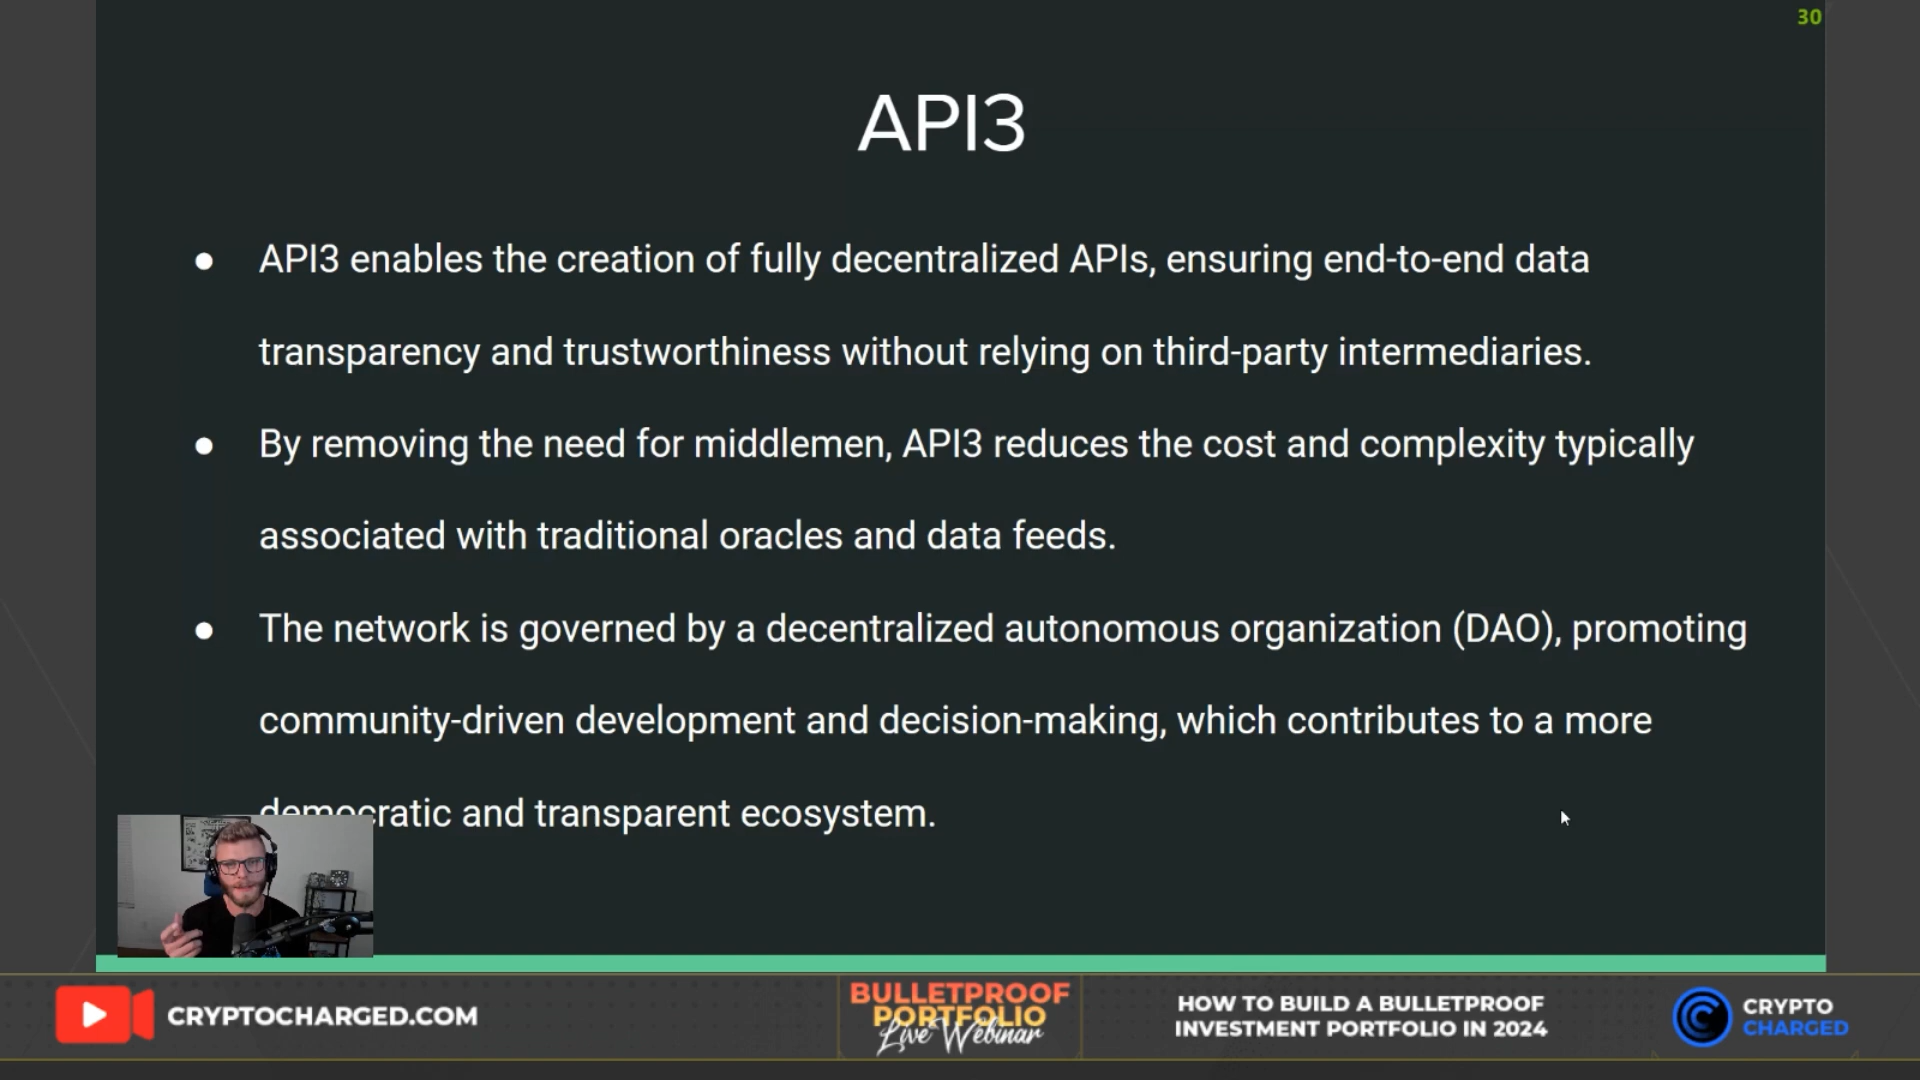 30
API3
● API3 enables the creation of fully decentralized APIs, ensuring end-to-end data
transparency and trustworthiness without relying on third-party intermediaries.
● By removing the need for middlemen, API3 reduces the cost and complexity typically
associated with traditional oracles and data feeds.
● The network is governed by a decentralized autonomous organization (DAO), promoting
community-driven development and decision-making, which contributes to a more
democratic and transparent ecosystem.
CRYPTOCHARGED.COM
BULLETPROOF
PORTFOLIO
Live Webinar
HOW TO BUILD A BULLETPROOF
INVESTMENT PORTFOLIO IN 2024
CRYPTO
CHARGED